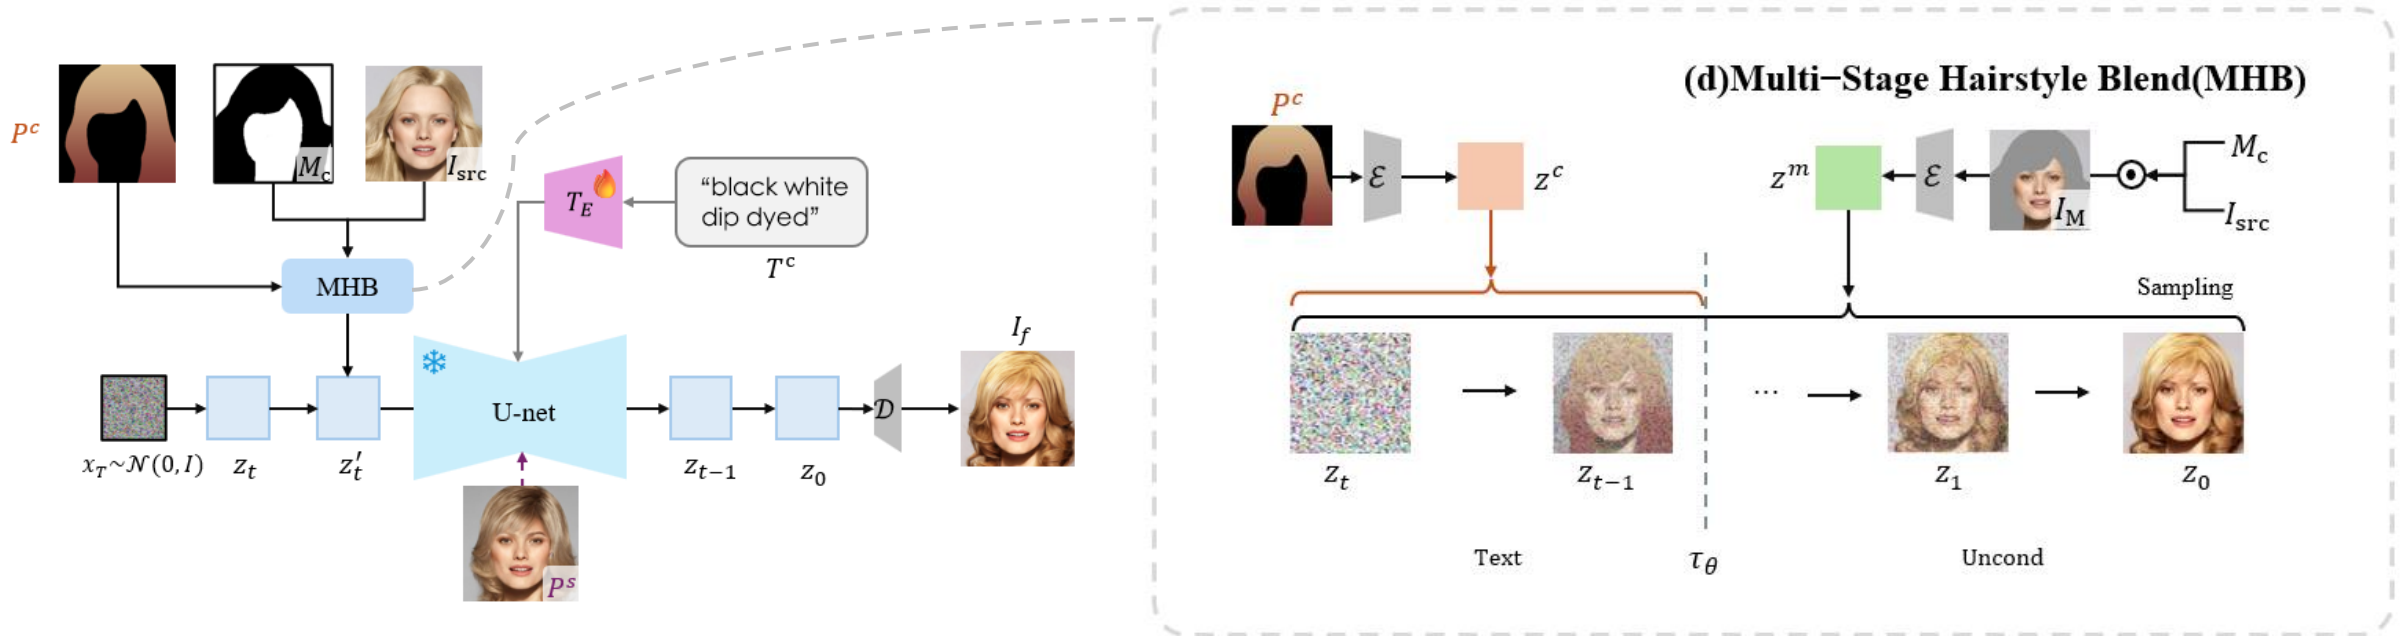 P^c
M_c
I_src
T_E
"black white
dip dyed"
T^c
MHB
I_f
U-net
𝒟
x_T~𝒩(0, I)
z_t
z′_t
z_{t−1}
z_0
P^s
(d)Multi−Stage Hairstyle Blend(MHB)
P^c
ℰ
z^c
z^m
ℰ
I_M
M_c
I_src
Sampling
...
z_t
z_{t−1}
z_1
z_0
Text
τ_θ
Uncond